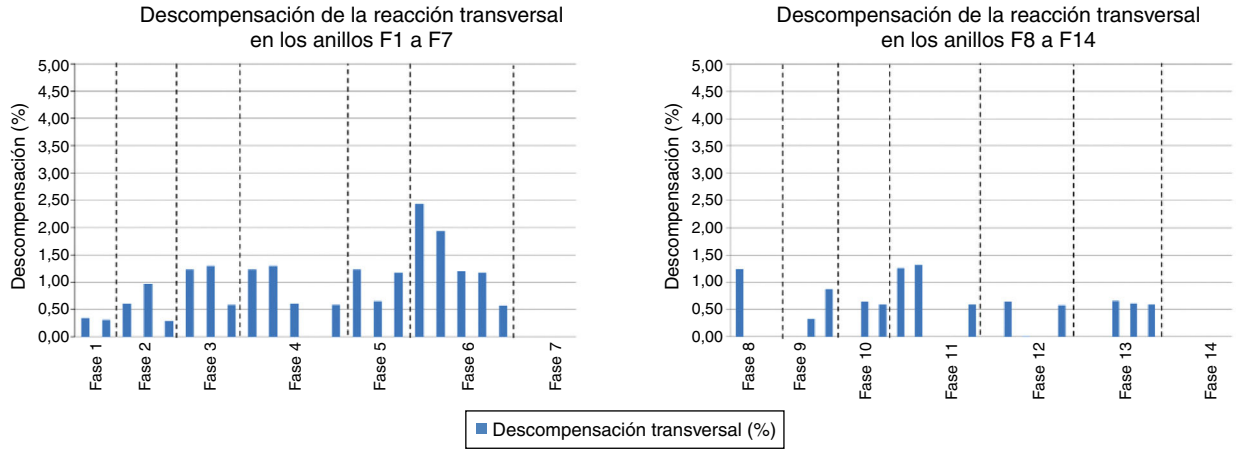 Descompensación de la reacción transversal
en los anillos F1 a F7
Descompensación (%)
5,00
4,50
4,00
3,50
3,00
2,50
2,00
1,50
1,00
0,50
0,00
Fase 1
Fase 2
Fase 3
Fase 4
Fase 5
Fase 6
Fase 7
Descompensación de la reacción transversal
en los anillos F8 a F14
Descompensación (%)
5,00
4,50
4,00
3,50
3,00
2,50
2,00
1,50
1,00
0,50
0,00
Fase 8
Fase 9
Fase 10
Fase 11
Fase 12
Fase 13
Fase 14
Descompensación transversal (%)